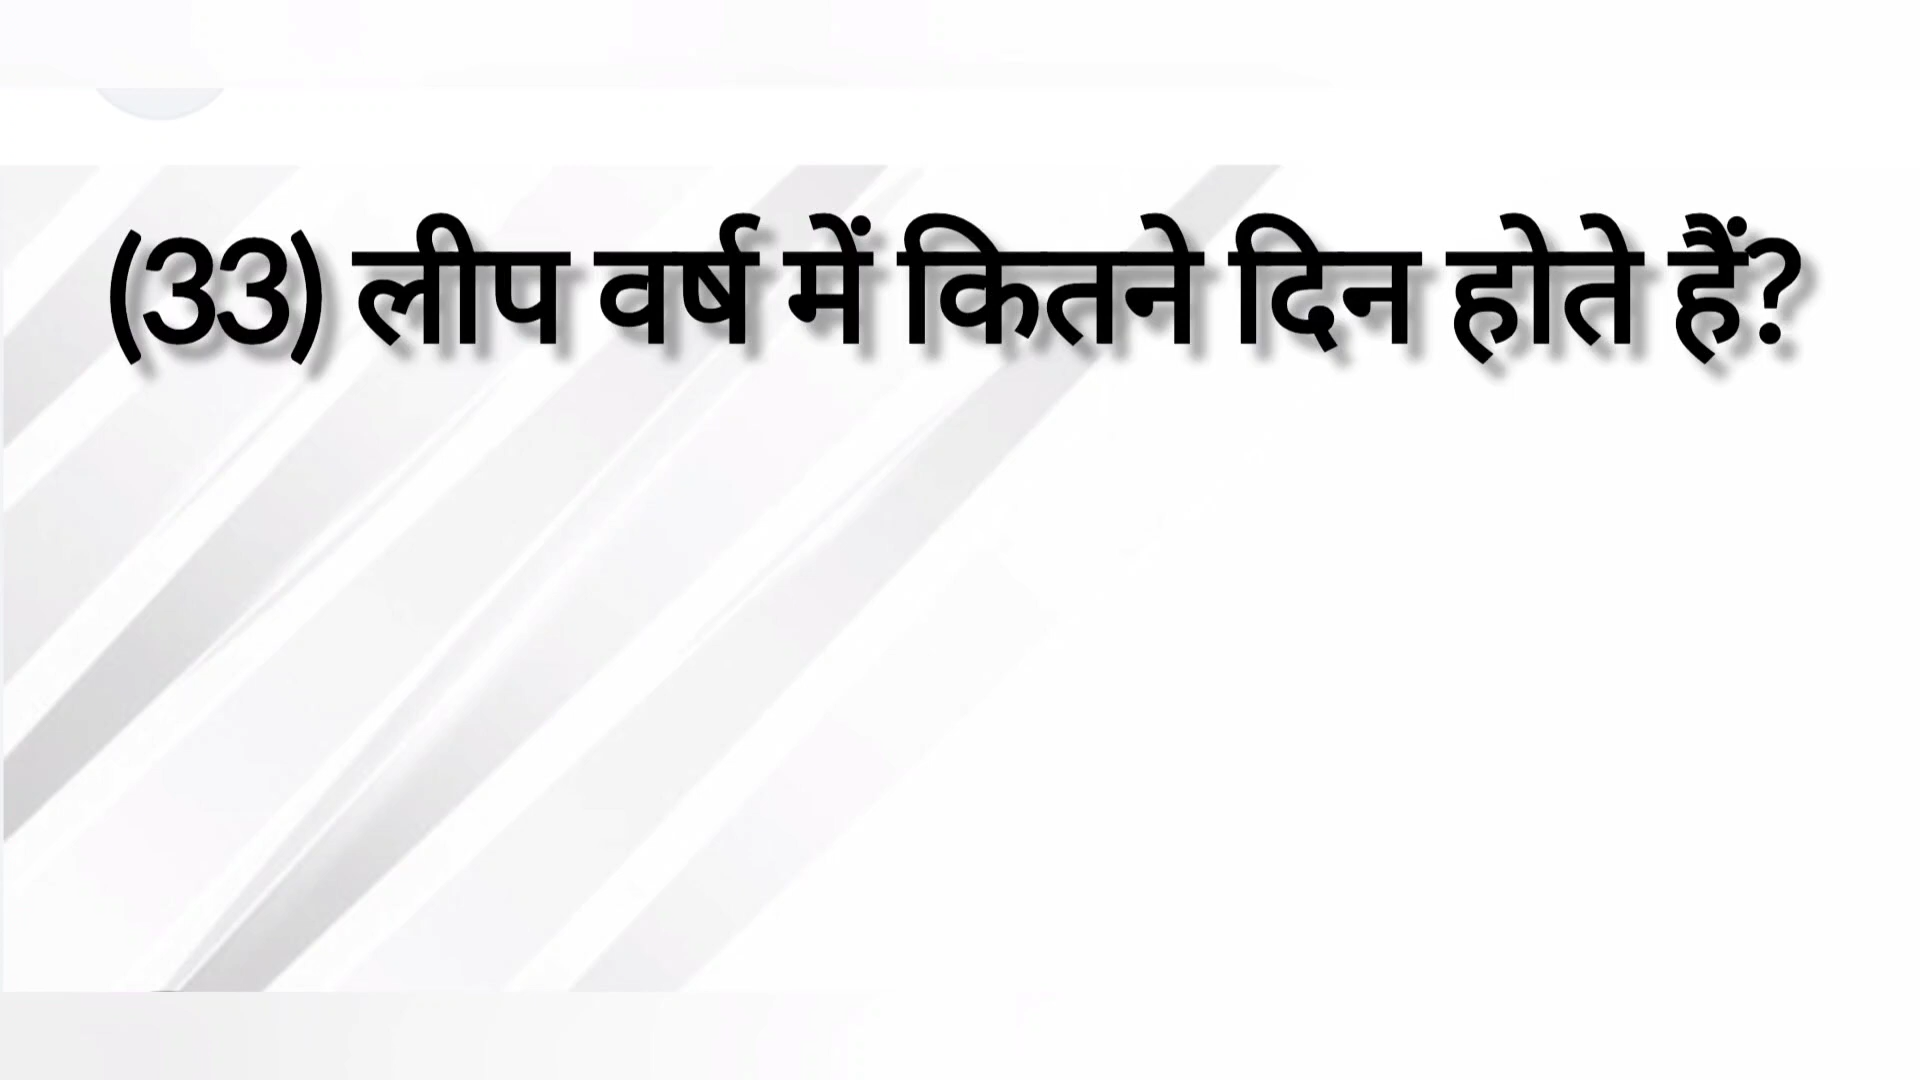 (33) लीप वर्ष में कितने दिन होते हैं?